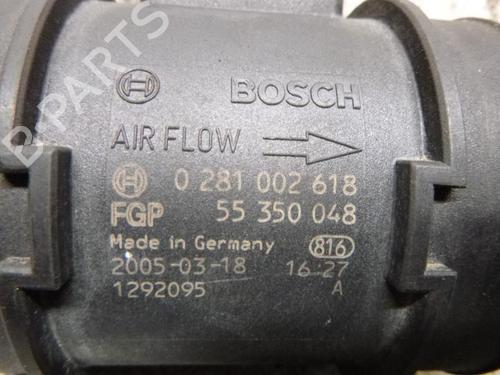 B-PARTS
BOSCH
AIR FLOW
0 281 002 618
FGP 55 350 048
Made in Germany 816
2005-03-18 16:27
1292095 A